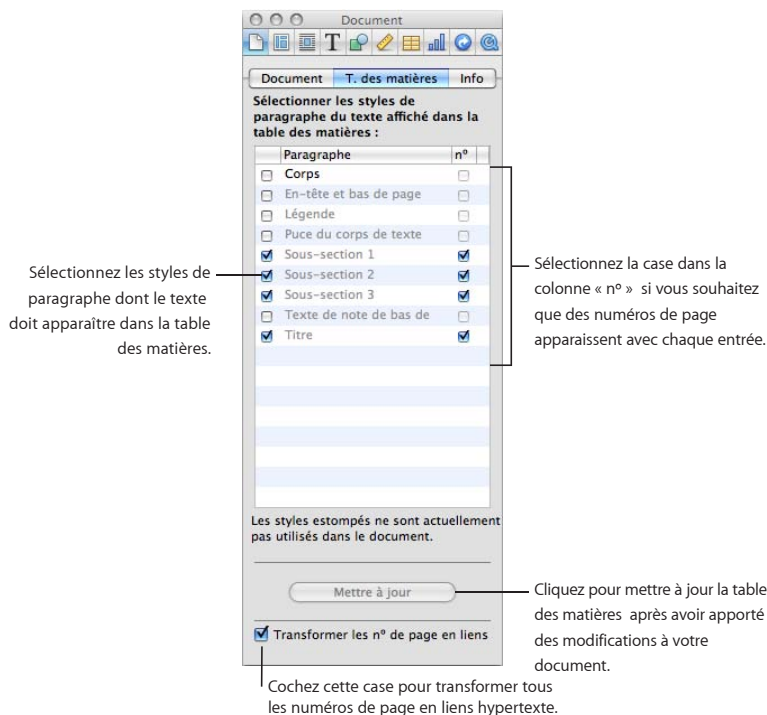 Document
T
Document
T. des matières
Info
Sélectionner les styles de
paragraphe du texte affiché dans la
table des matières :
Paragraphe
nº
Corps
En-tête et bas de page
Légende
Puce du corps de texte
Sous-section 1
Sous-section 2
Sous-section 3
Texte de note de bas de
Titre
Les styles estompés ne sont actuellement
pas utilisés dans le document.
Mettre à jour
Transformer les nº de page en liens
Sélectionnez les styles de
paragraphe dont le texte
doit apparaître dans la table
des matières.
Sélectionnez la case dans la
colonne « nº » si vous souhaitez
que des numéros de page
apparaissent avec chaque entrée.
Cliquez pour mettre à jour la table
des matières après avoir apporté
des modifications à votre
document.
Cochez cette case pour transformer tous
les numéros de page en liens hypertexte.